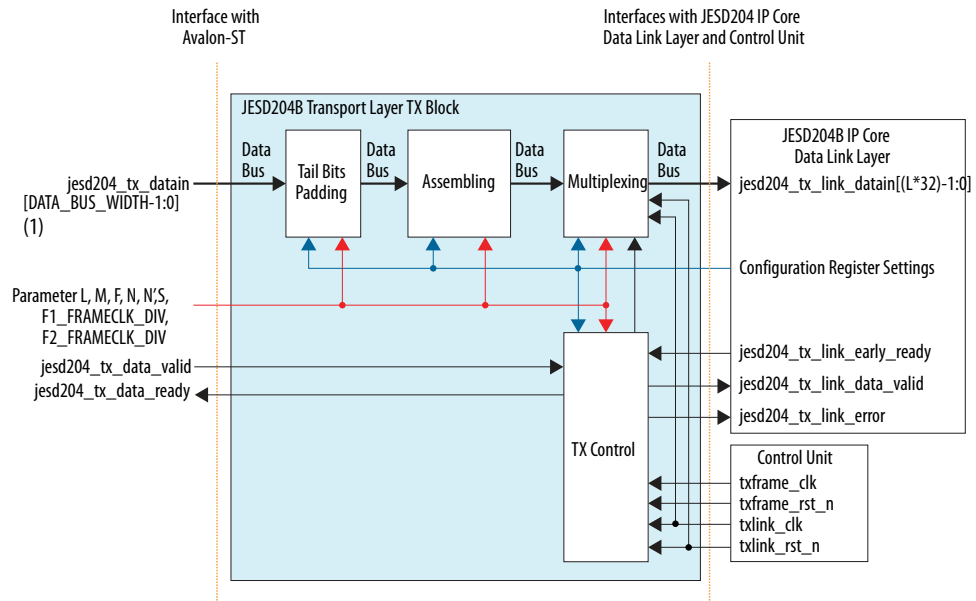 Interface with
Avalon-ST
Interfaces with JESD204 IP Core
Data Link Layer and Control Unit
JESD204B Transport Layer TX Block
Data
Bus
Tail Bits
Padding
Data
Bus
Assembling
Data
Bus
Multiplexing
Data
Bus
JESD204B IP Core
Data Link Layer
jesd204_tx_datain
[DATA_BUS_WIDTH-1:0]
(1)
jesd204_tx_link_datain[(L*32)-1:0]
Configuration Register Settings
Parameter L, M, F, N, N',S,
F1_FRAMECLK_DIV,
F2_FRAMECLK_DIV
jesd204_tx_data_valid
jesd204_tx_data_ready
jesd204_tx_link_early_ready
jesd204_tx_link_data_valid
jesd204_tx_link_error
TX Control
Control Unit
txframe_clk
txframe_rst_n
txlink_clk
txlink_rst_n